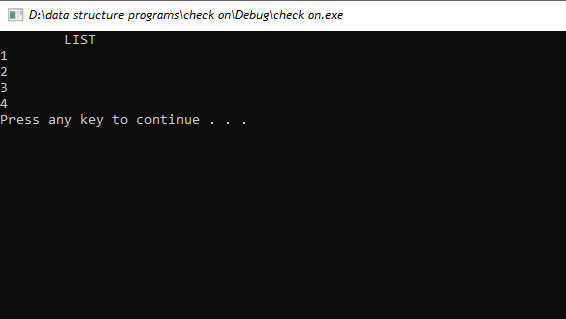 D:\data structure programs\check on\Debug\check on.exe
LIST
1
2
3
4
Press any key to continue . . .